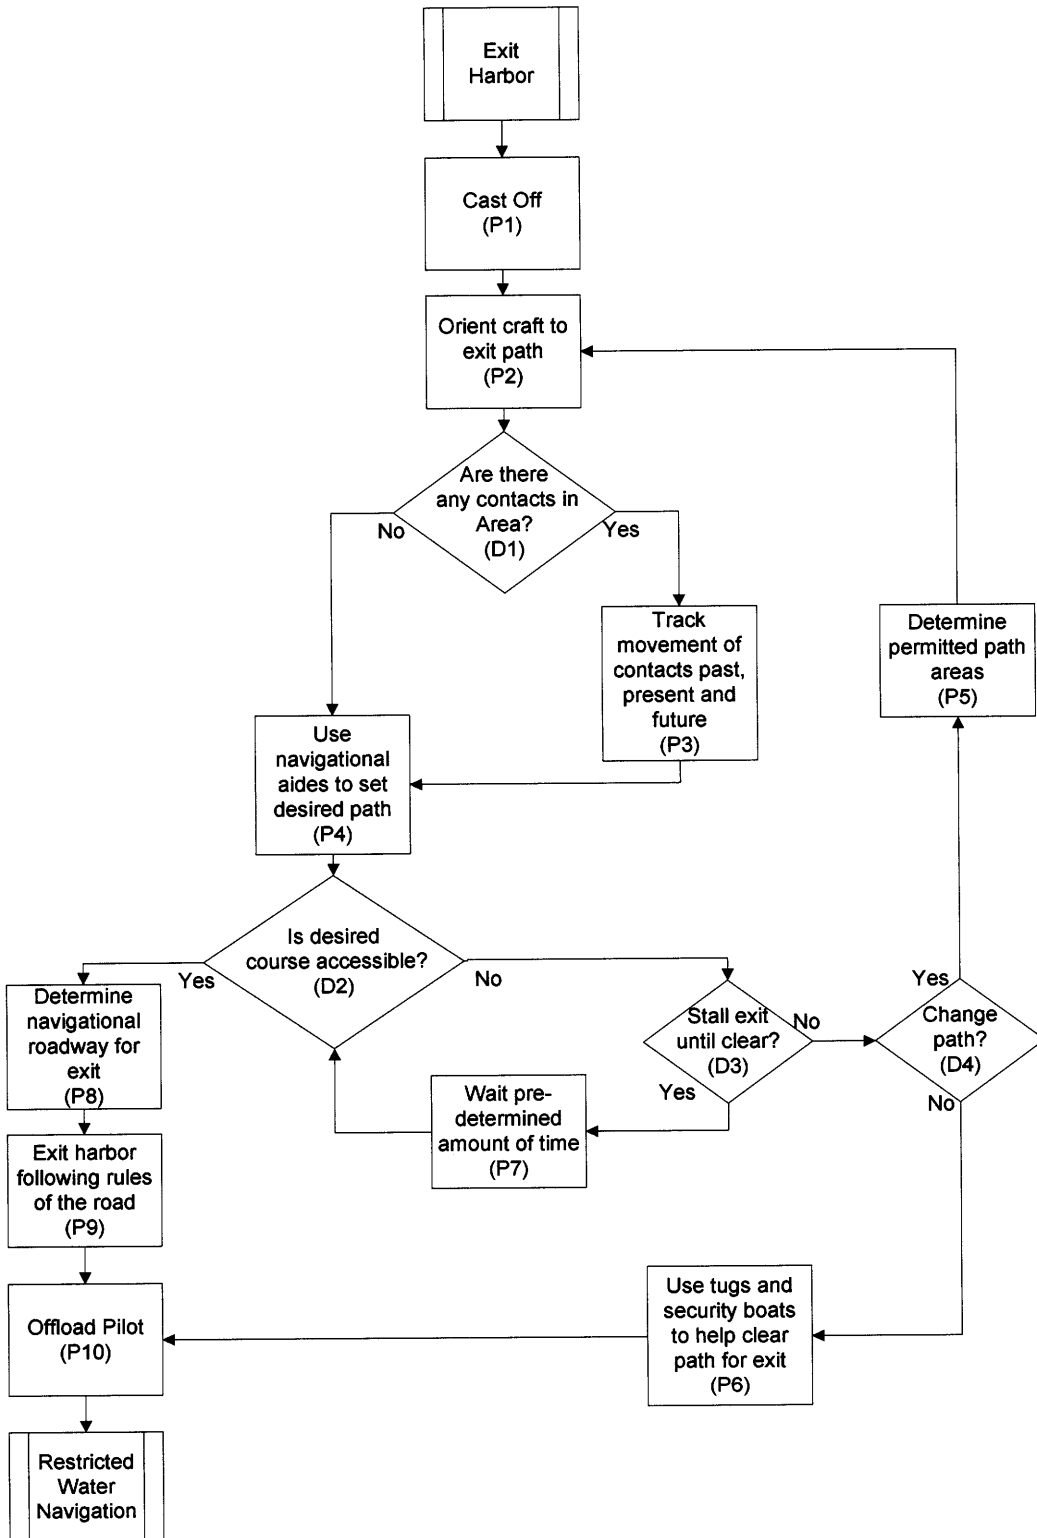 Exit
Harbor
Cast Off
(P1)
Orient craft to
exit path
(P2)
Are there
any contacts in
Area?
(D1)
No
Yes
Track
movement of
contacts past,
present and
future
(P3)
Determine
permitted path
areas
(P5)
Use
navigational
aides to set
desired path
(P4)
Is desired
course accessible?
(D2)
Yes
No
Determine
navigational
roadway for
exit
(P8)
Stall exit
until clear?
(D3)
No
Yes
Yes
Change
path?
(D4)
No
Wait pre-
determined
amount of time
(P7)
Exit harbor
following rules
of the road
(P9)
Use tugs and
security boats
to help clear
path for exit
(P6)
Offload Pilot
(P10)
Restricted
Water
Navigation